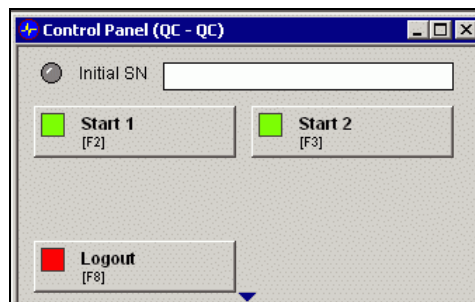 Control Panel (QC - QC)
Initial SN
Start 1
[F2]
Start 2
[F3]
Logout
[F8]